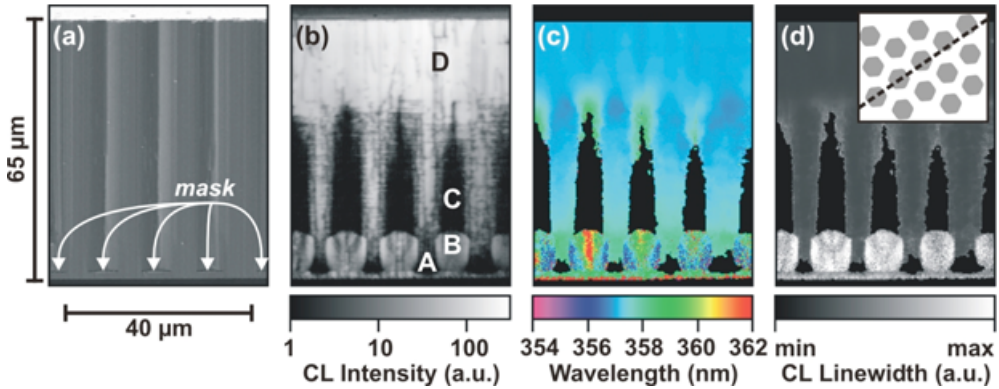 (a)
(b)
(c)
(d)
D
mask
C
B
A
65 µm
40 µm
1 10 100
CL Intensity (a.u.)
354 356 358 360 362
Wavelength (nm)
min max
CL Linewidth (a.u.)